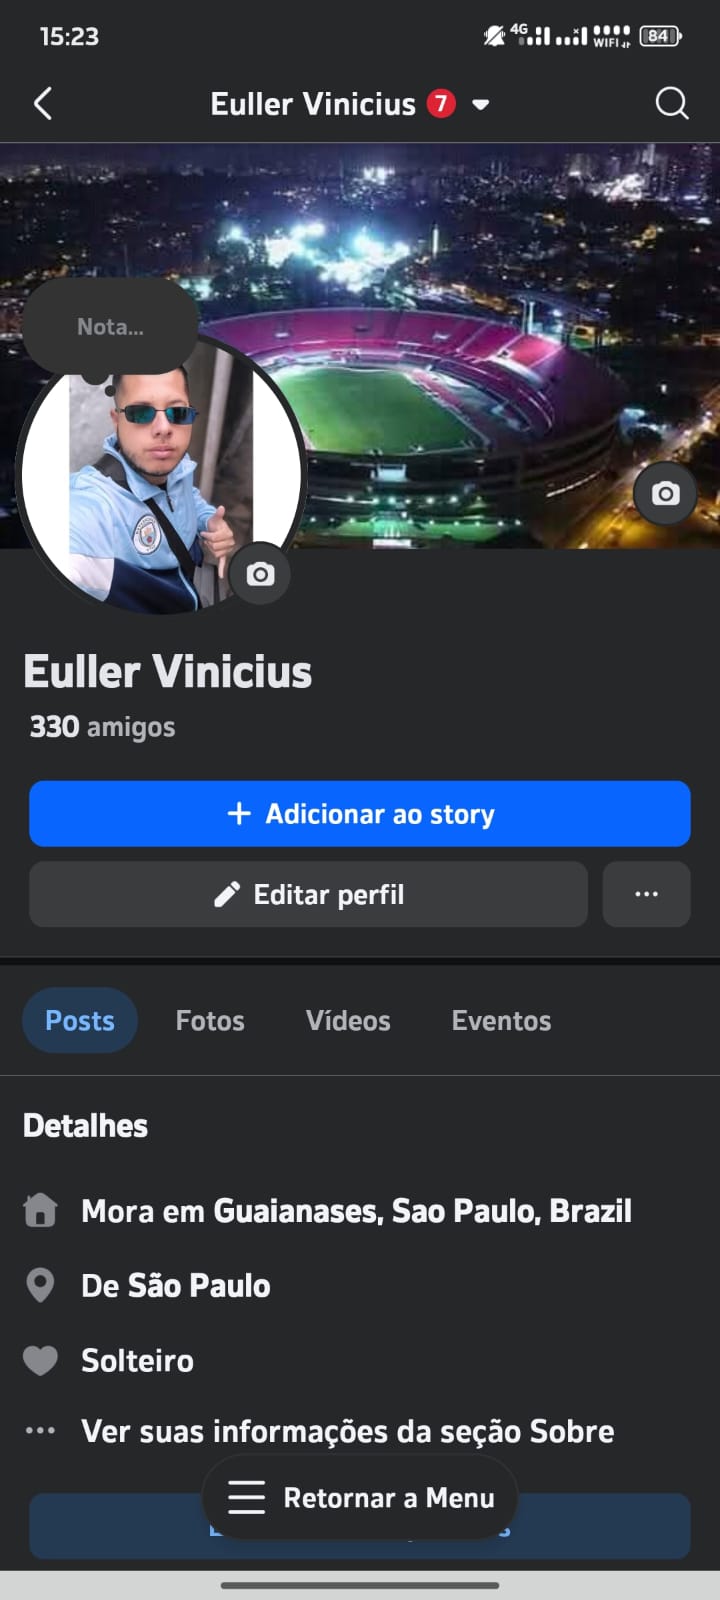 15:23
4G
WIFI
84
Euller Vinicius 7
Nota...
Euller Vinicius
330 amigos
+ Adicionar ao story
Editar perfil
Posts Fotos Vídeos Eventos
Detalhes
Mora em Guaianases, Sao Paulo, Brazil
De São Paulo
Solteiro
Ver suas informações da seção Sobre
Retornar a Menu